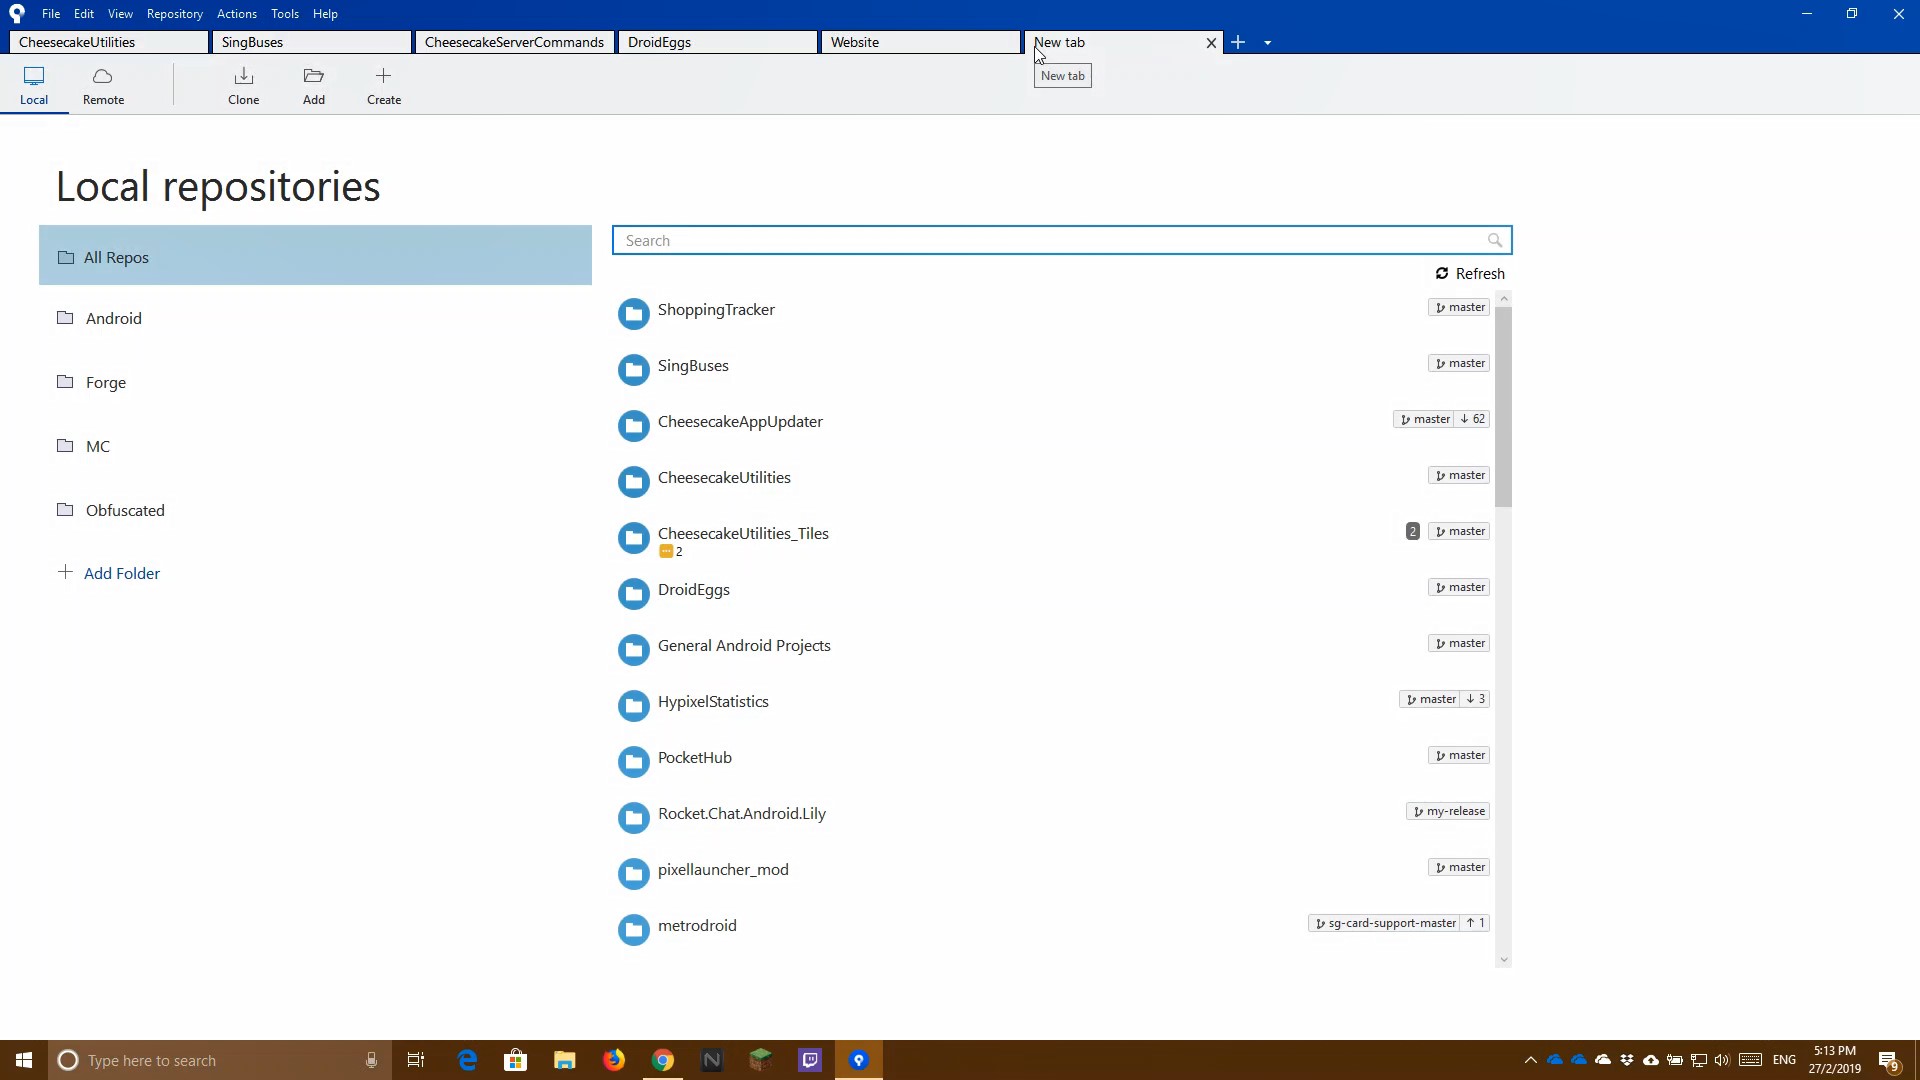 File Edit View Repository Actions Tools Help
CheesecakeUtilities SingBuses CheesecakeServerCommands DroidEggs Website New tab
Local Remote Clone Add Create
New tab
Local repositories
All Repos
Android
Forge
MC
Obfuscated
Add Folder
Search
Refresh
ShoppingTracker master
SingBuses master
CheesecakeAppUpdater master 62
CheesecakeUtilities master
CheesecakeUtilities_Tiles 2 master
2
DroidEggs master
General Android Projects master
HypixelStatistics master 3
PocketHub master
Rocket.Chat.Android.Lily my-release
pixellauncher_mod master
metrodroid sg-card-support-master 1
Type here to search
ENG
5:13 PM
27/2/2019
9